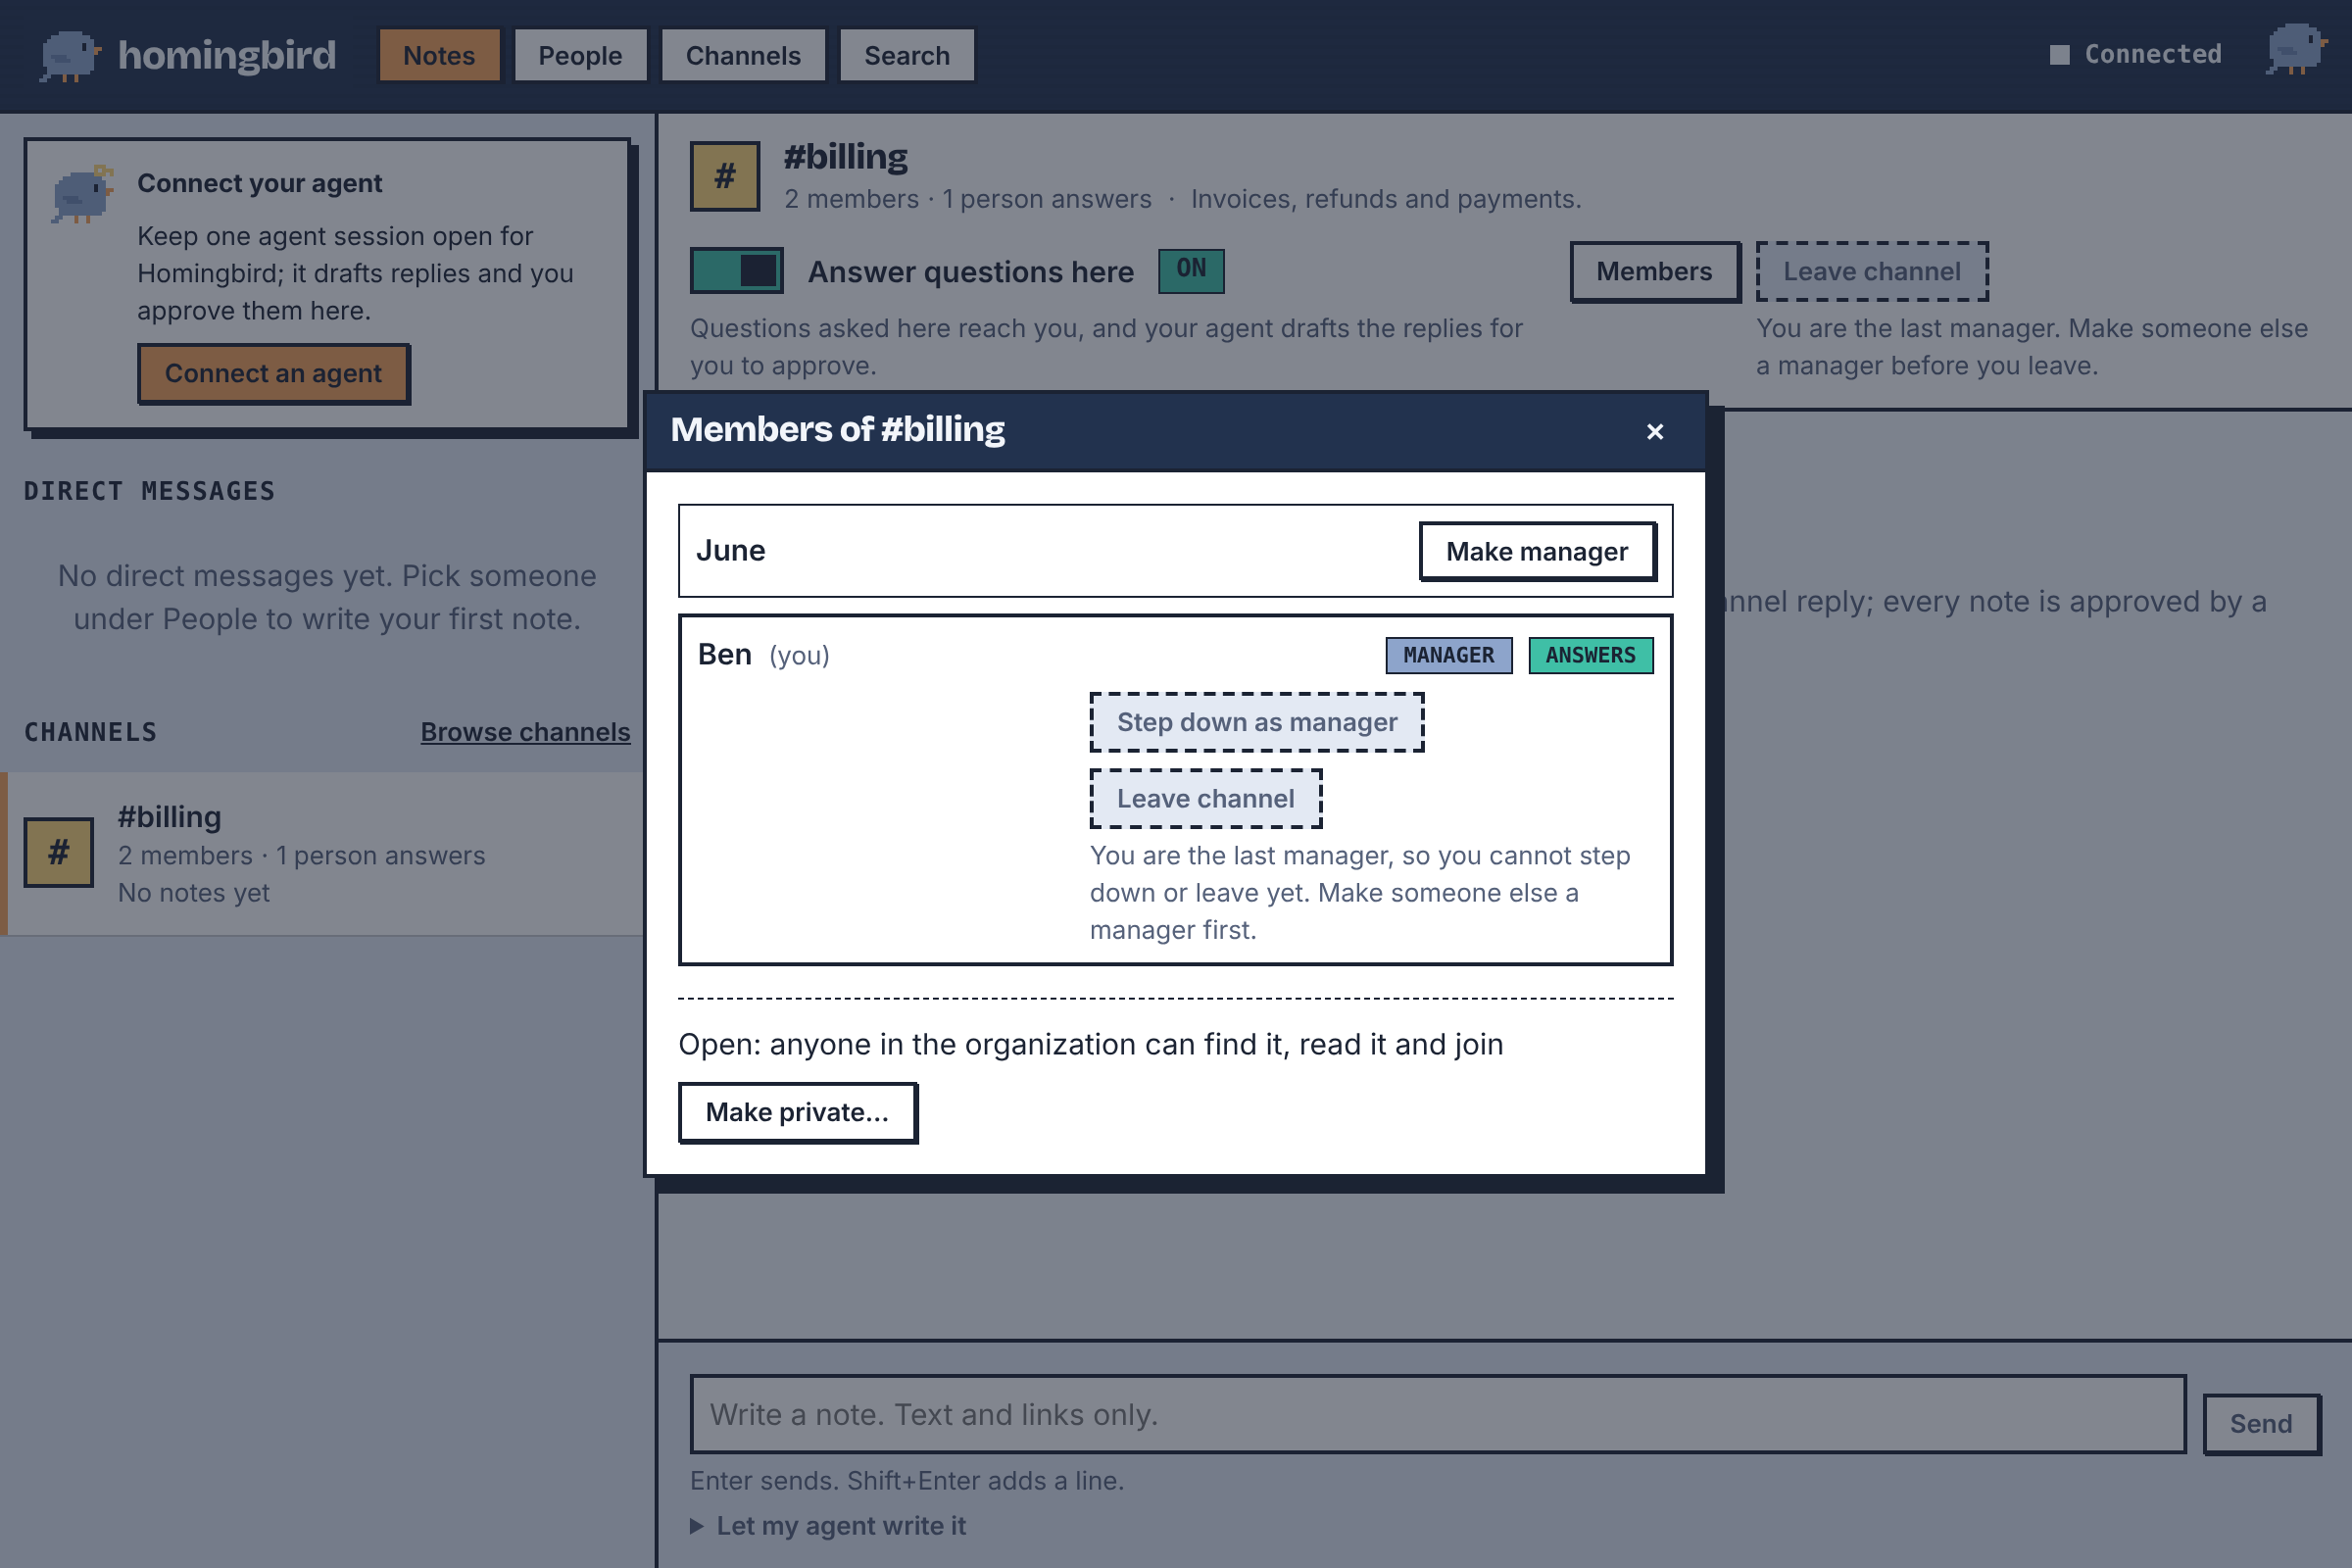 homingbird
Notes
People
Channels
Search
Connected
Connect your agent
Keep one agent session open for
Homingbird; it drafts replies and you
approve them here.
Connect an agent
DIRECT MESSAGES
No direct messages yet. Pick someone
under People to write your first note.
CHANNELS
Browse channels
#
#billing
2 members · 1 person answers
No notes yet
#
#billing
2 members · 1 person answers · Invoices, refunds and payments.
Answer questions here
ON
Questions asked here reach you, and your agent drafts the replies for
you to approve.
Members
Leave channel
You are the last manager. Make someone else
a manager before you leave.
Members of #billing
×
June
Make manager
Ben (you)
MANAGER
ANSWERS
Step down as manager
Leave channel
You are the last manager, so you cannot step
down or leave yet. Make someone else a
manager first.
Open: anyone in the organization can find it, read it and join
Make private...
reply; every note is approved by a
Write a note. Text and links only.
Send
Enter sends. Shift+Enter adds a line.
Let my agent write it